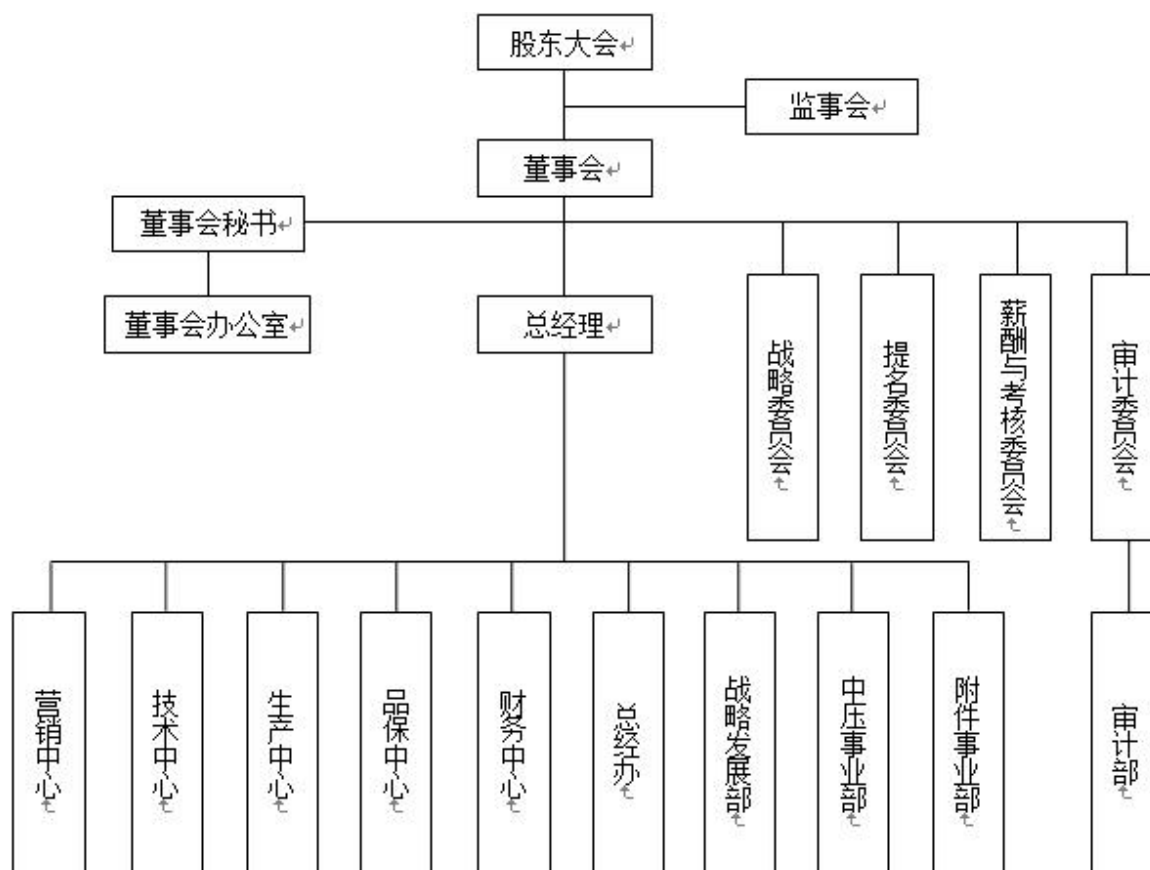 股东大会
监事会
董事会
董事会秘书
董事会办公室
总经理
战略委员会
提名委员会
薪酬与考核委员会
审计委员会
营销中心
技术中心
生产中心
品保中心
财务中心
总经办
战略发展部
中压事业部
附件事业部
审计部